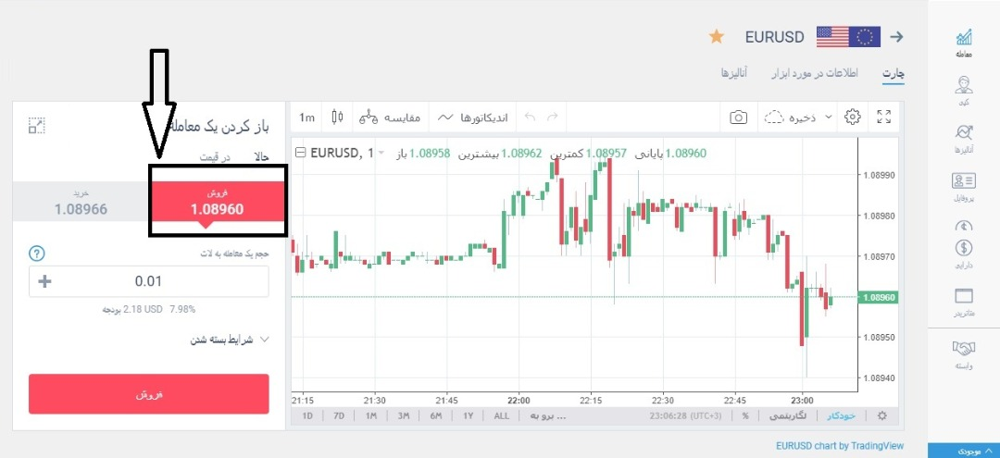 EURUSD
چارت
اطلاعات در مورد ابزار
آنالیزها
معامله
کپی
آنالیزها
پروفایل
دارایی
متاتریدر
وابسته
موجودی
باز کردن یک معامله
حالا
در قیمت
فروش
1.08960
خرید
1.08966
حجم یک معامله به لات
?
+ 0.01
7.98% 2.18 USD بودجه
شرایط بسته شدن
فروش
1m
مقایسه
اندیکاتورها
ذخیره
EURUSD, 1
باز 1.08958 بیشترین 1.08962 کمترین 1.08957 پایانی 1.08960
1.08990
1.08980
1.08970
1.08960
1.08950
1.08940
21:15 21:30 21:45 22:00 22:15 22:30 22:45 23:00
1D 7D 1M 3M 6M 1Y ALL
برو به ...
23:06:28 (UTC+3)
%
لگاریتمی
خودکار
EURUSD chart by TradingView